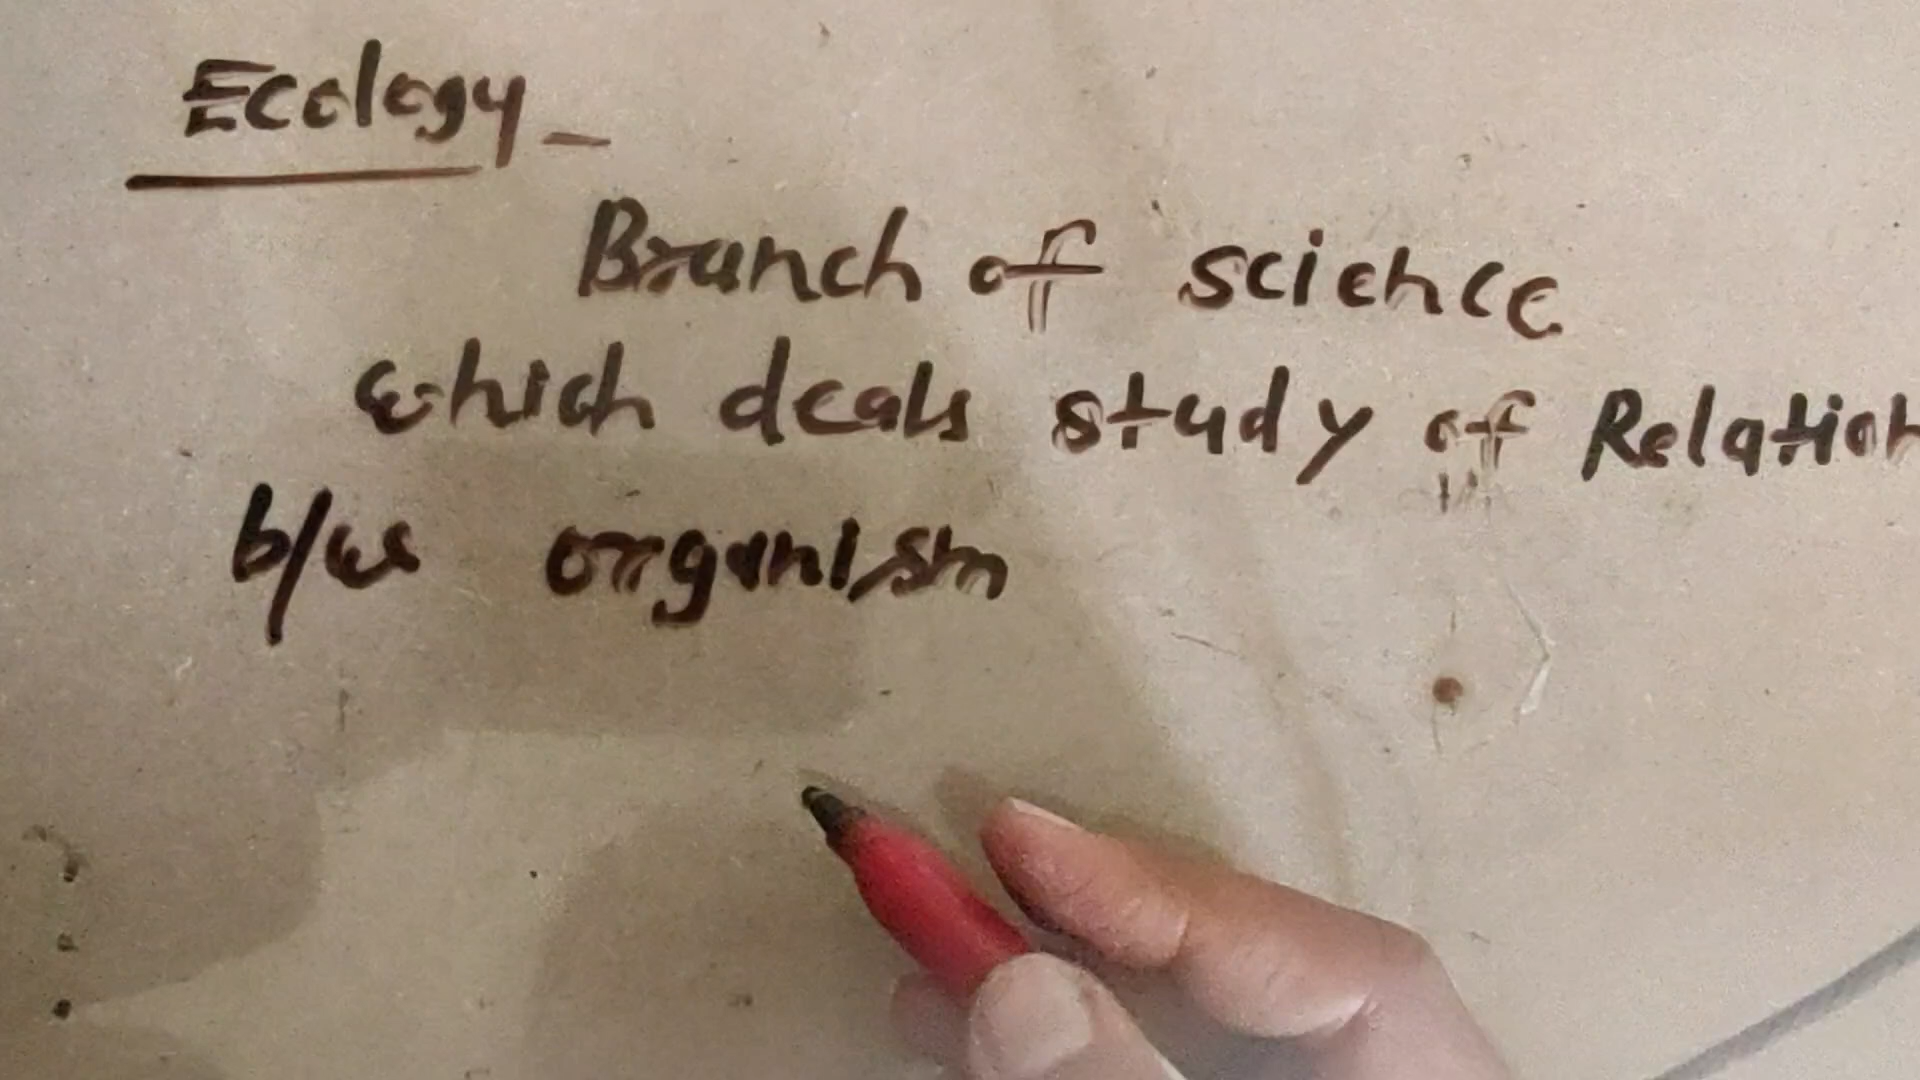 Ecology -
Branch of science
which deals study of Relation
b/w organism